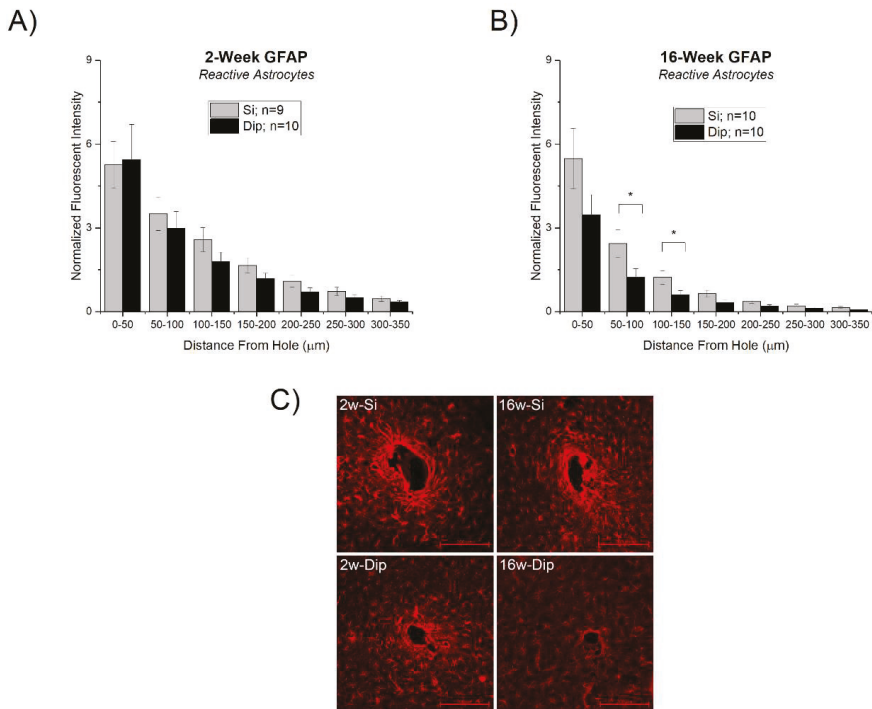 A)
2-Week GFAP
Reactive Astrocytes
Si; n=9
Dip; n=10
Normalized Fluorescent Intensity
9
6
3
0
0-50 50-100 100-150 150-200 200-250 250-300 300-350
Distance From Hole (μm)
B)
16-Week GFAP
Reactive Astrocytes
Si; n=10
Dip; n=10
Normalized Fluorescent Intensity
9
6
3
0
*
*
0-50 50-100 100-150 150-200 200-250 250-300 300-350
Distance From Hole (μm)
C)
2w-Si
16w-Si
2w-Dip
16w-Dip